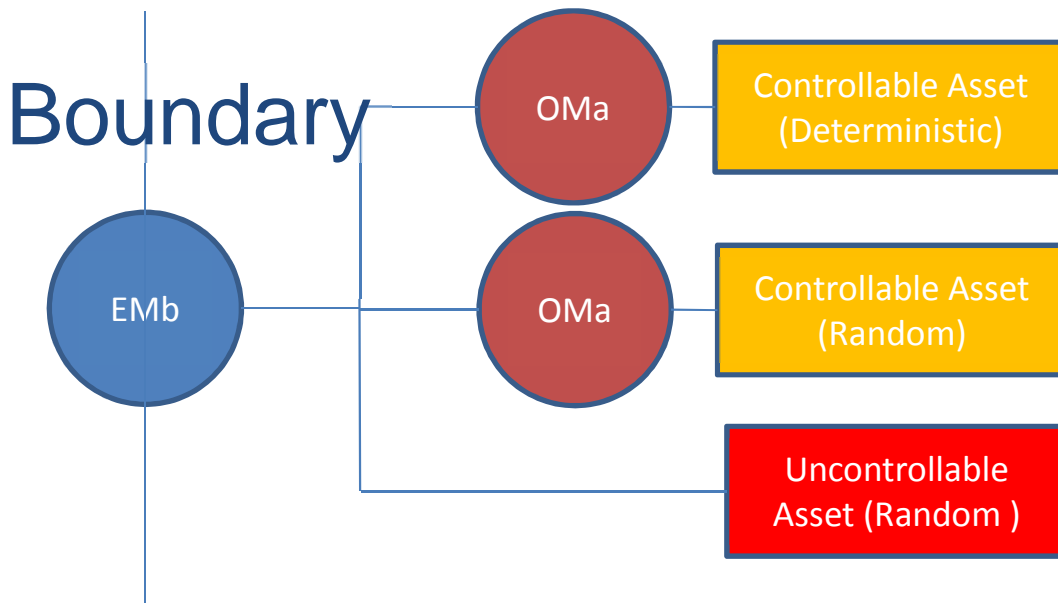 Boundary
OMa
Controllable Asset
(Deterministic)
EMb
OMa
Controllable Asset
(Random)
Uncontrollable
Asset (Random )